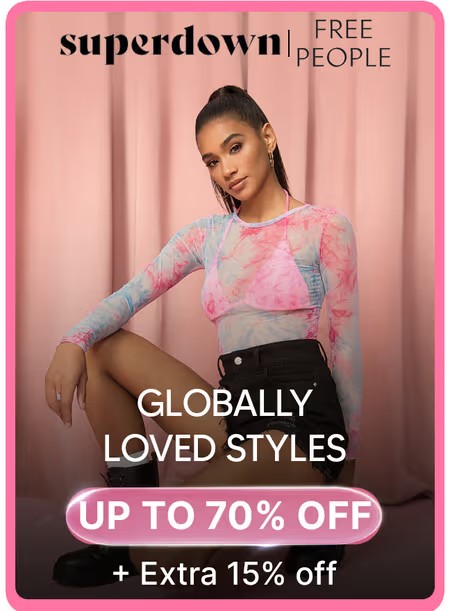 superdown | FREE PEOPLE
GLOBALLY
LOVED STYLES
UP TO 70% OFF
+ Extra 15% off